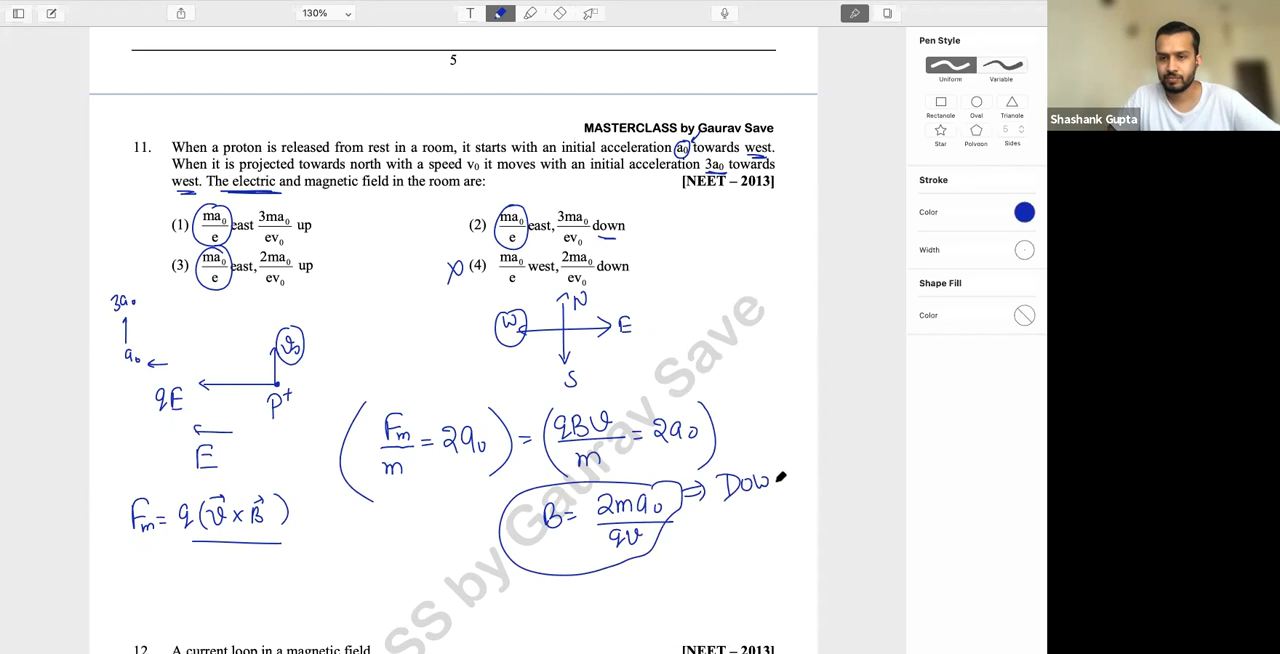 130%
T
5
MASTERCLASS by Gaurav Save
11. When a proton is released from rest in a room, it starts with an initial acceleration a0 towards west.
When it is projected towards north with a speed v0 it moves with an initial acceleration 3a0 towards
west. The electric and magnetic field in the room are: [NEET – 2013]
(1) ma0/e east 3ma0/ev0 up
(2) ma0/e east, 3ma0/ev0 down
(3) ma0/e east, 2ma0/ev0 up
(4) ma0/e west, 2ma0/ev0 down
3a0
a0
N
W
E
S
v0
qE
P+
E
Fm/m = 2a0
= (qBv/m = 2a0)
Fm = q(v × B)
B = 2ma0/qv ⇒ Dow
SS by Gaurav Save
12. A current loop in a magnetic field [NEET – 2013]
Pen Style
Uniform
Variable
Rectangle
Oval
Triangle
Star
Polygon
5
Sides
Stroke
Color
Width
Shape Fill
Color
Shashank Gupta